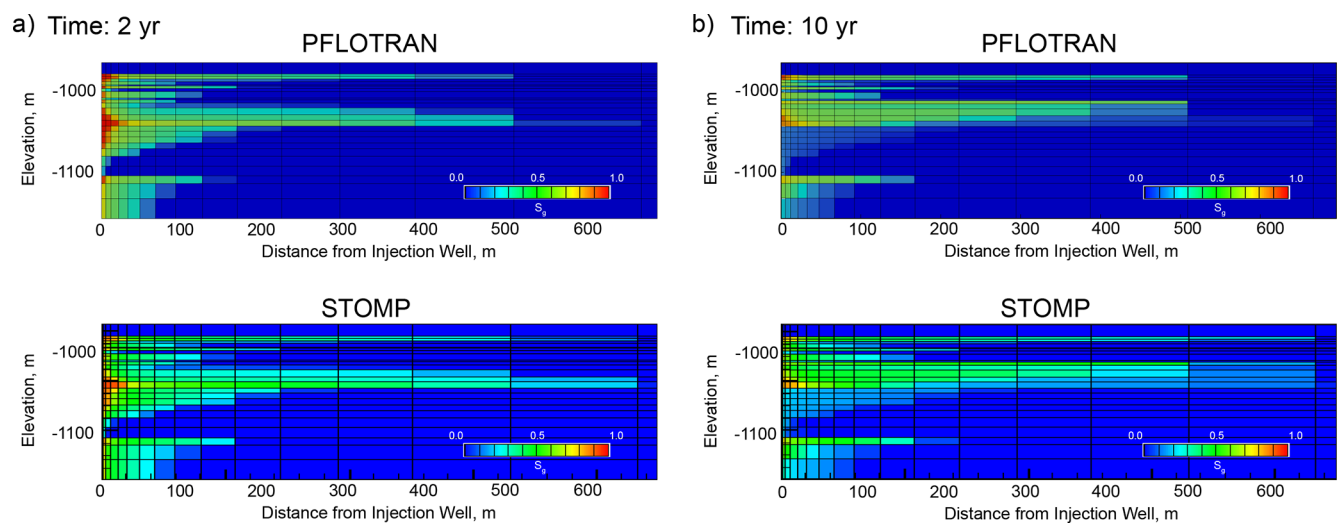 a) Time: 2 yr
PFLOTRAN
Elevation, m
-1000
-1100
0.0 0.5 1.0
Sg
0 100 200 300 400 500 600
Distance from Injection Well, m
STOMP
Elevation, m
-1000
-1100
0.0 0.5 1.0
Sg
0 100 200 300 400 500 600
Distance from Injection Well, m
b) Time: 10 yr
PFLOTRAN
Elevation, m
-1000
-1100
0.0 0.5 1.0
Sg
0 100 200 300 400 500 600
Distance from Injection Well, m
STOMP
Elevation, m
-1000
-1100
0.0 0.5 1.0
Sg
0 100 200 300 400 500 600
Distance from Injection Well, m